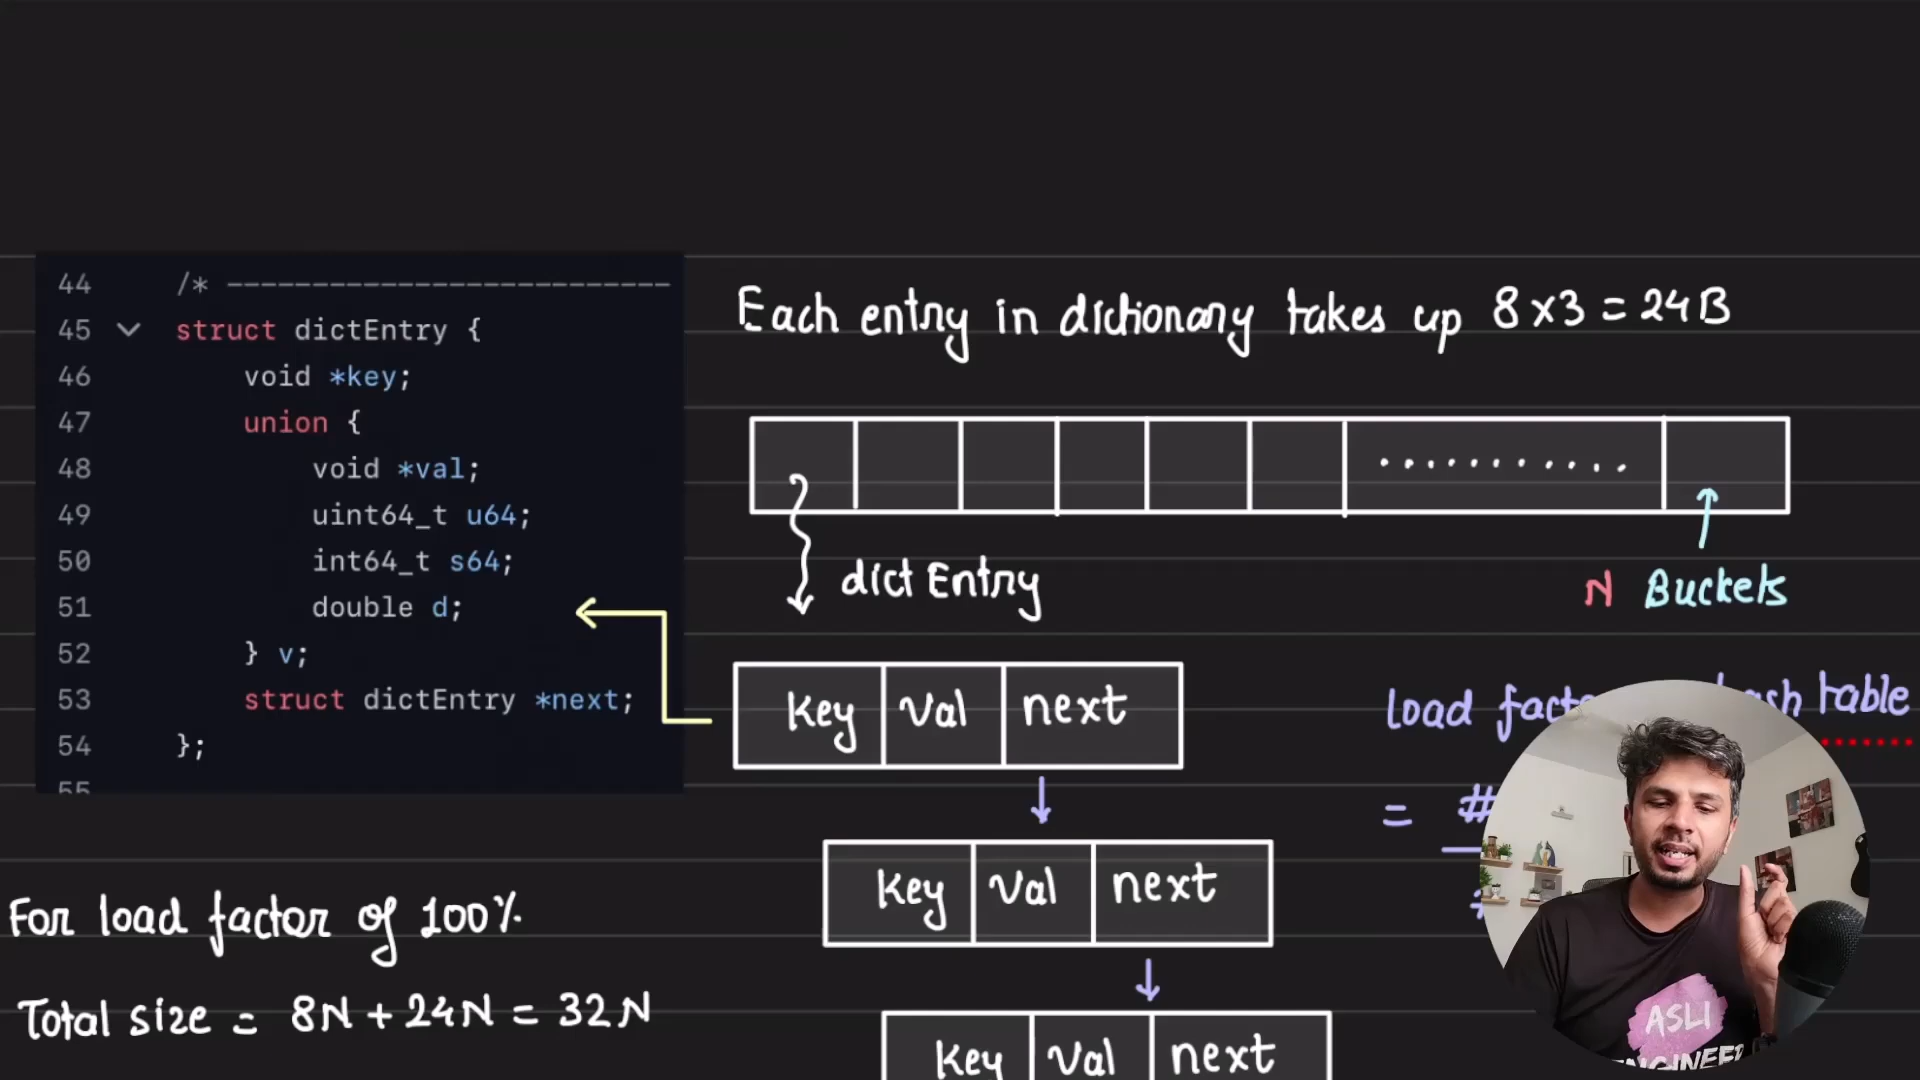 44 /* --------------------------
45 struct dictEntry {
46 void *key;
47 union {
48 void *val;
49 uint64_t u64;
50 int64_t s64;
51 double d;
52 } v;
53 struct dictEntry *next;
54 };
55
Each entry in dictionary takes up 8 x 3 = 24 B
...........
dict Entry
N Buckets
Key Val next
load hash table
= #
Key Val next
#
For load factor of 100%
Total size = 8N + 24N = 32N
Key Val next
ASLI